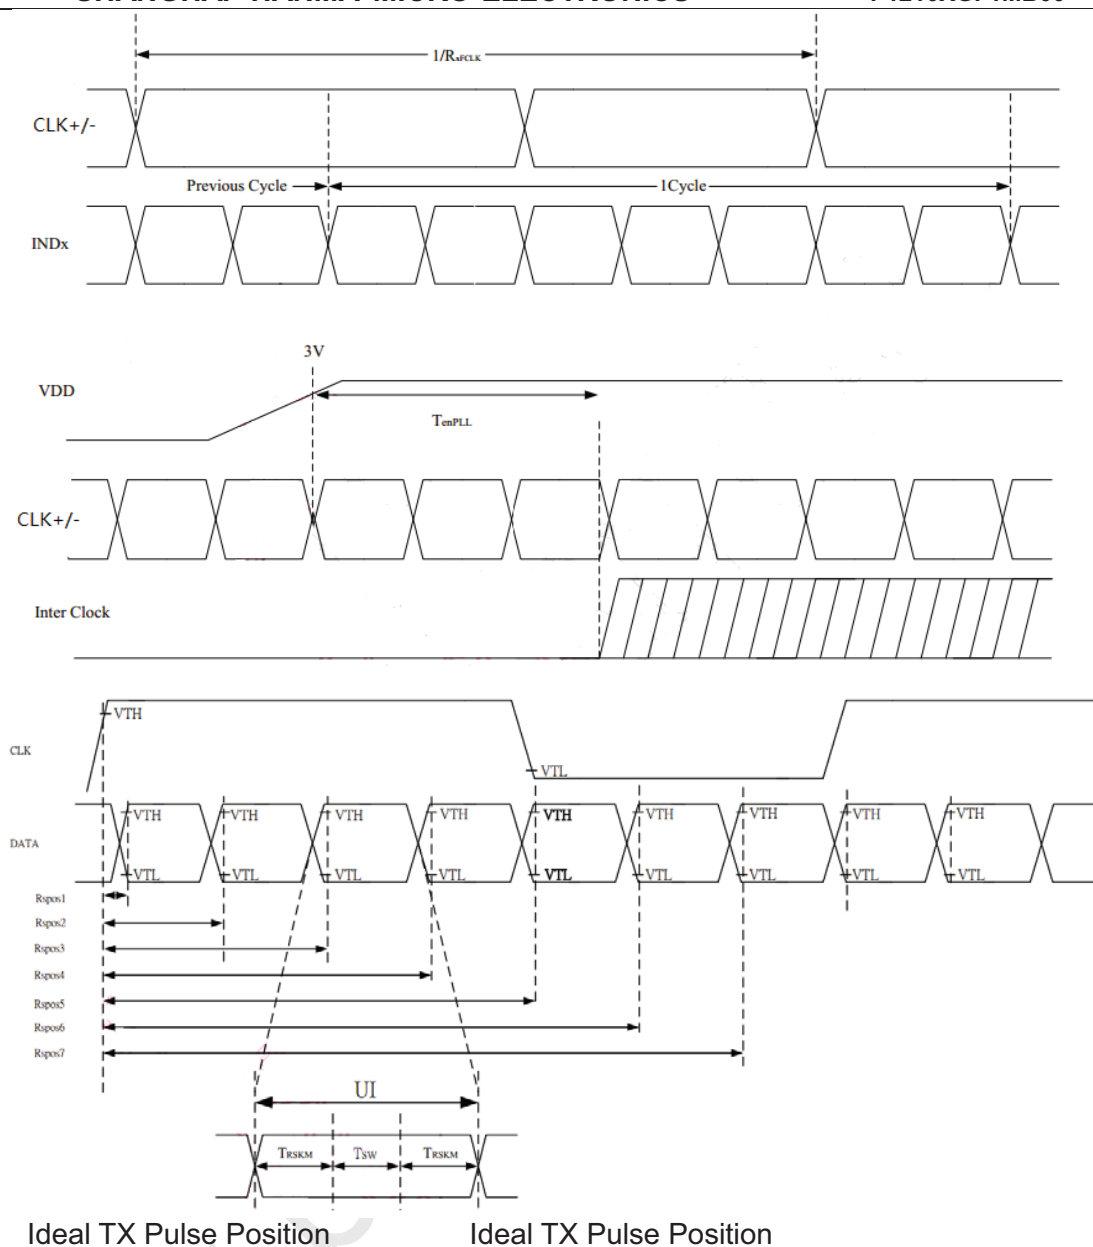 1/RxFCLK
CLK+/-
Previous Cycle
1Cycle
INDx
3V
VDD
TenPLL
CLK+/-
Inter Clock
VTH
CLK
VTL
VTH VTH VTH VTH VTH VTH VTH VTH VTH
DATA
VTL VTL VTL VTL VTL VTL VTL VTL VTL
Rspos1
Rspos2
Rspos3
Rspos4
Rspos5
Rspos6
Rspos7
UI
TRSKM TSW TRSKM
Ideal TX Pulse Position Ideal TX Pulse Position